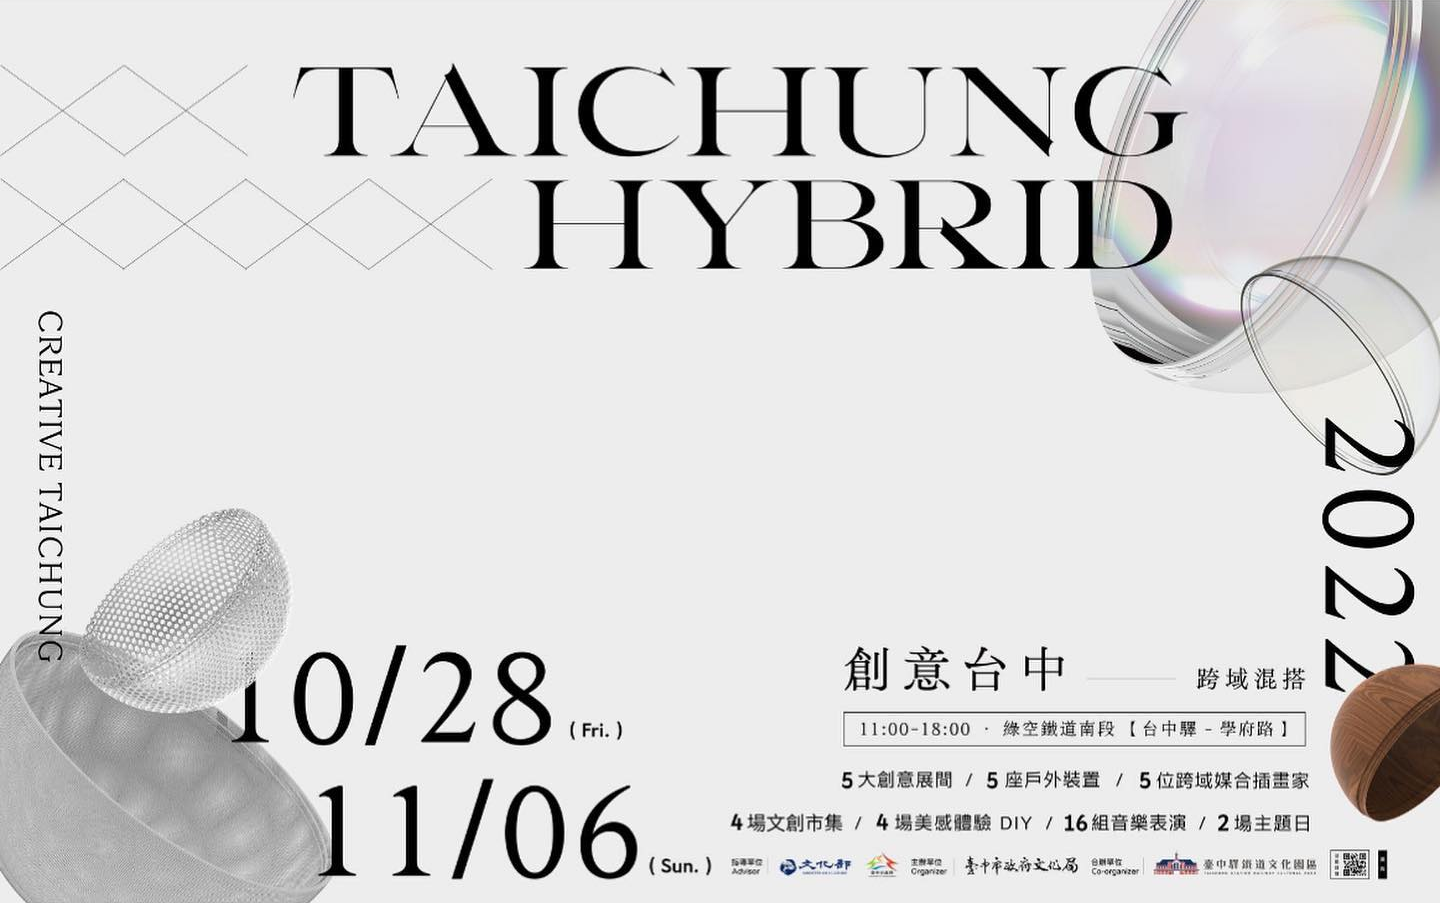 TAICHUNG
HYBRID
CREATIVE TAICHUNG
2022
10/28 (Fri.)
11/06 (Sun.)
創意台中 跨域混搭
11:00-18:00 · 綠空鐵道南段【台中驛 - 學府路】
5大創意展間 / 5座戶外裝置 / 5位跨域媒合插畫家
4場文創市集 / 4場美感體驗 DIY / 16組音樂表演 / 2場主題日
指導單位 Advisor 文化部 主辦單位 Organizer 臺中市政府文化局 合辦單位 Co-organizer 臺中驛鐵道文化園區